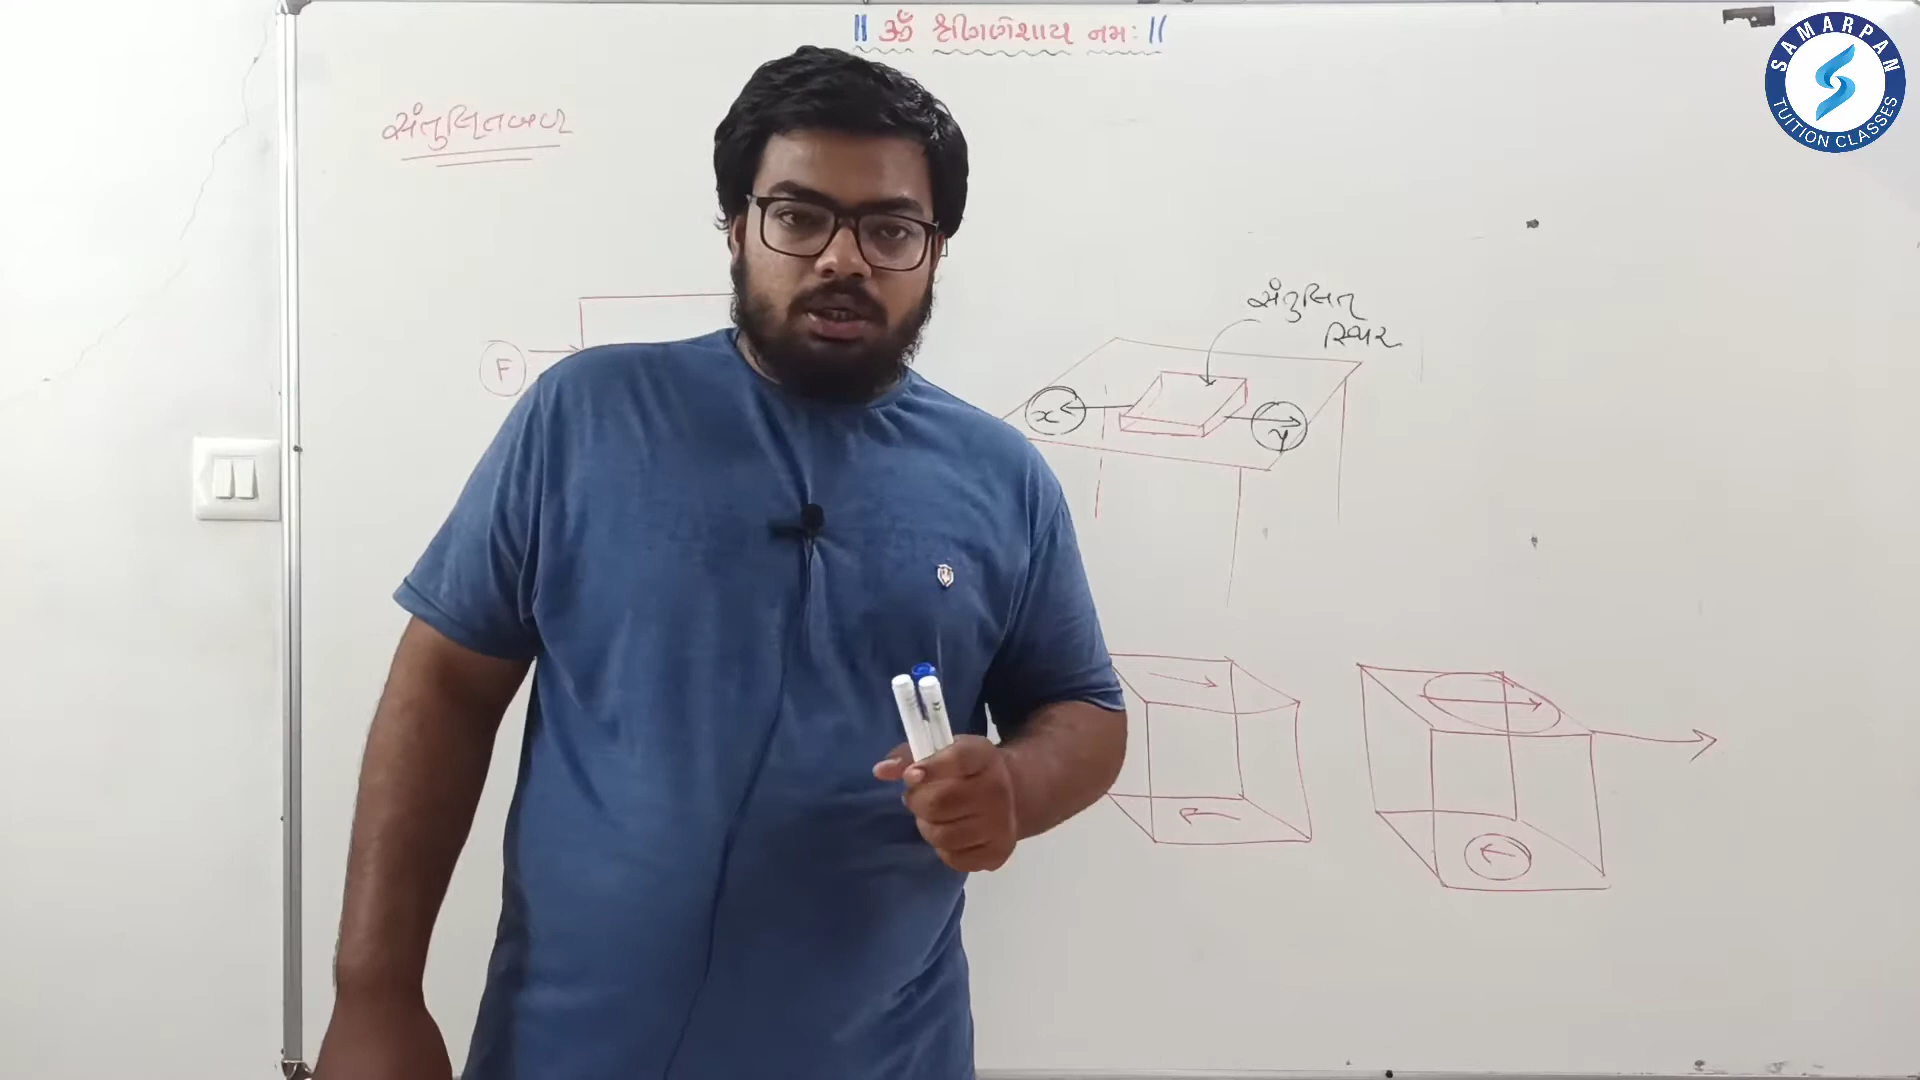 || ૐ શ્રી ગણેશાય નમઃ ||
SAMARPAN
TUITION CLASSES
સંતુલિતબળ
સંતુલિત
સ્થિર
F
x
y